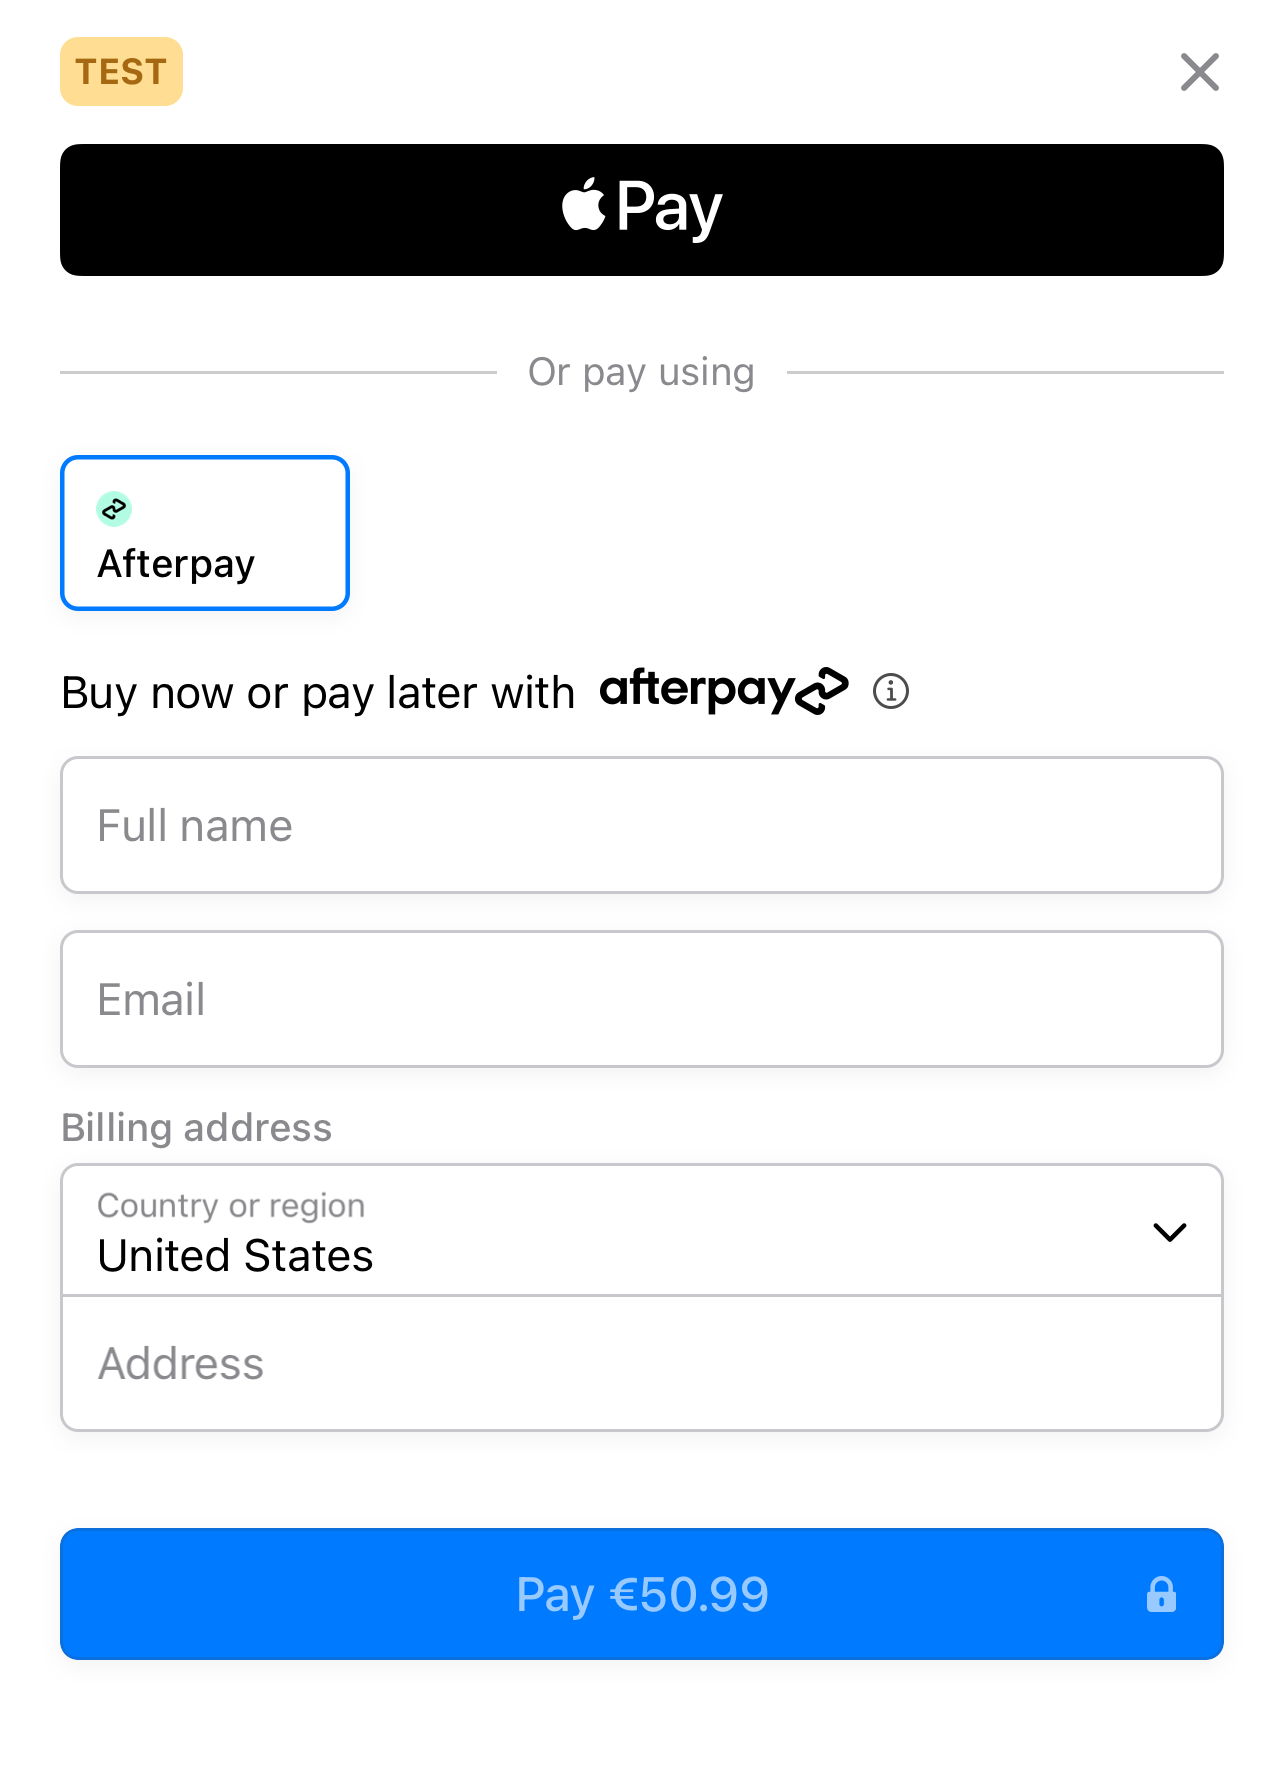 TEST
Pay
Or pay using
Afterpay
Buy now or pay later with afterpay
Full name
Email
Billing address
Country or region
United States
Address
Pay €50.99